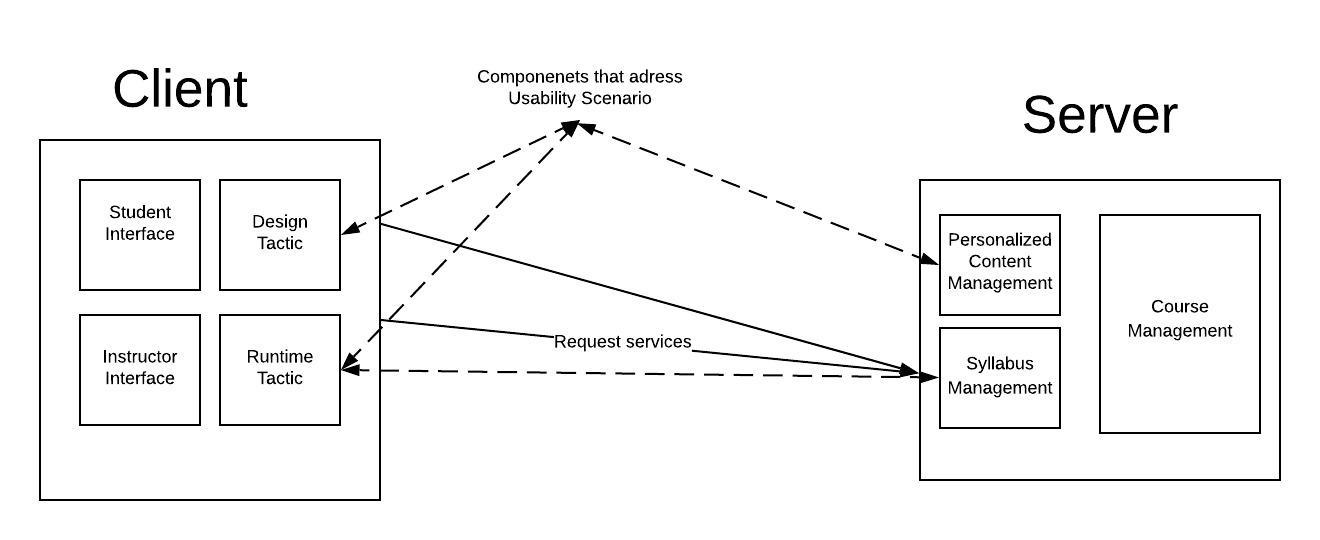 Client
Componenets that adress
Usability Scenario
Server
Student
Interface
Design
Tactic
Instructor
Interface
Runtime
Tactic
Request services
Personalized
Content
Management
Syllabus
Management
Course
Management